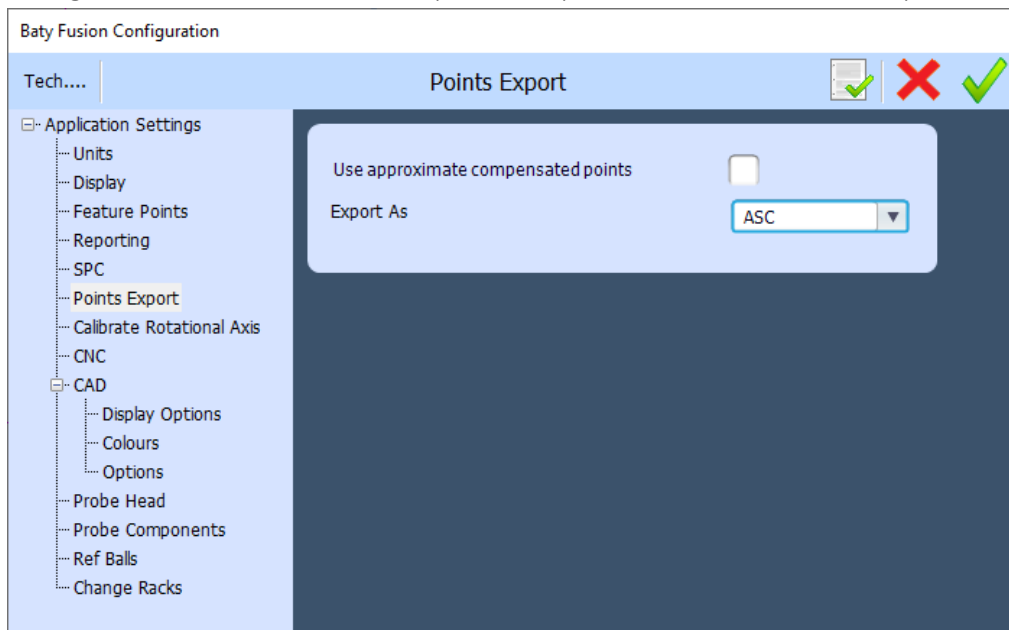 Baty Fusion Configuration
Tech....
Points Export
Application Settings
Units
Display
Feature Points
Reporting
SPC
Points Export
Calibrate Rotational Axis
CNC
CAD
Display Options
Colours
Options
Probe Head
Probe Components
Ref Balls
Change Racks
Use approximate compensated points
Export As
ASC